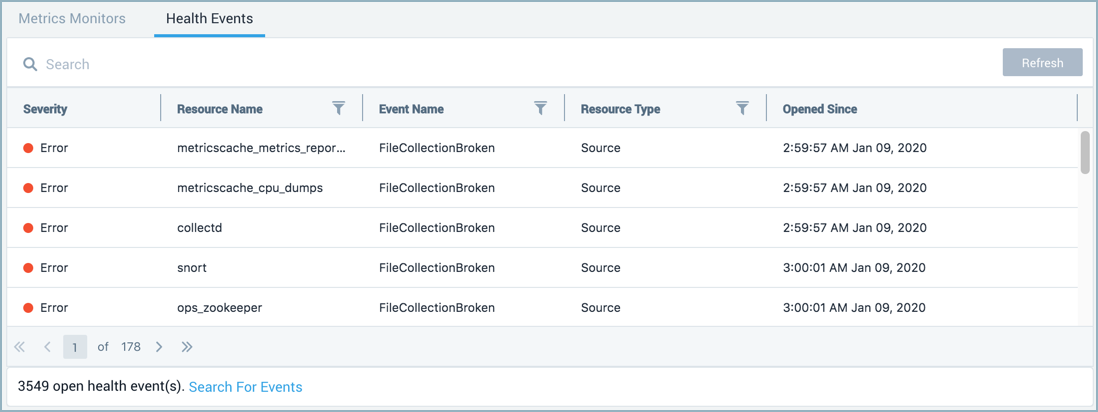 Metrics Monitors Health Events
Search Refresh
Severity Resource Name Event Name Resource Type Opened Since
Error metricscache_metrics_repor... FileCollectionBroken Source 2:59:57 AM Jan 09, 2020
Error metricscache_cpu_dumps FileCollectionBroken Source 2:59:57 AM Jan 09, 2020
Error collectd FileCollectionBroken Source 2:59:57 AM Jan 09, 2020
Error snort FileCollectionBroken Source 3:00:01 AM Jan 09, 2020
Error ops_zookeeper FileCollectionBroken Source 3:00:01 AM Jan 09, 2020
1 of 178
3549 open health event(s). Search For Events